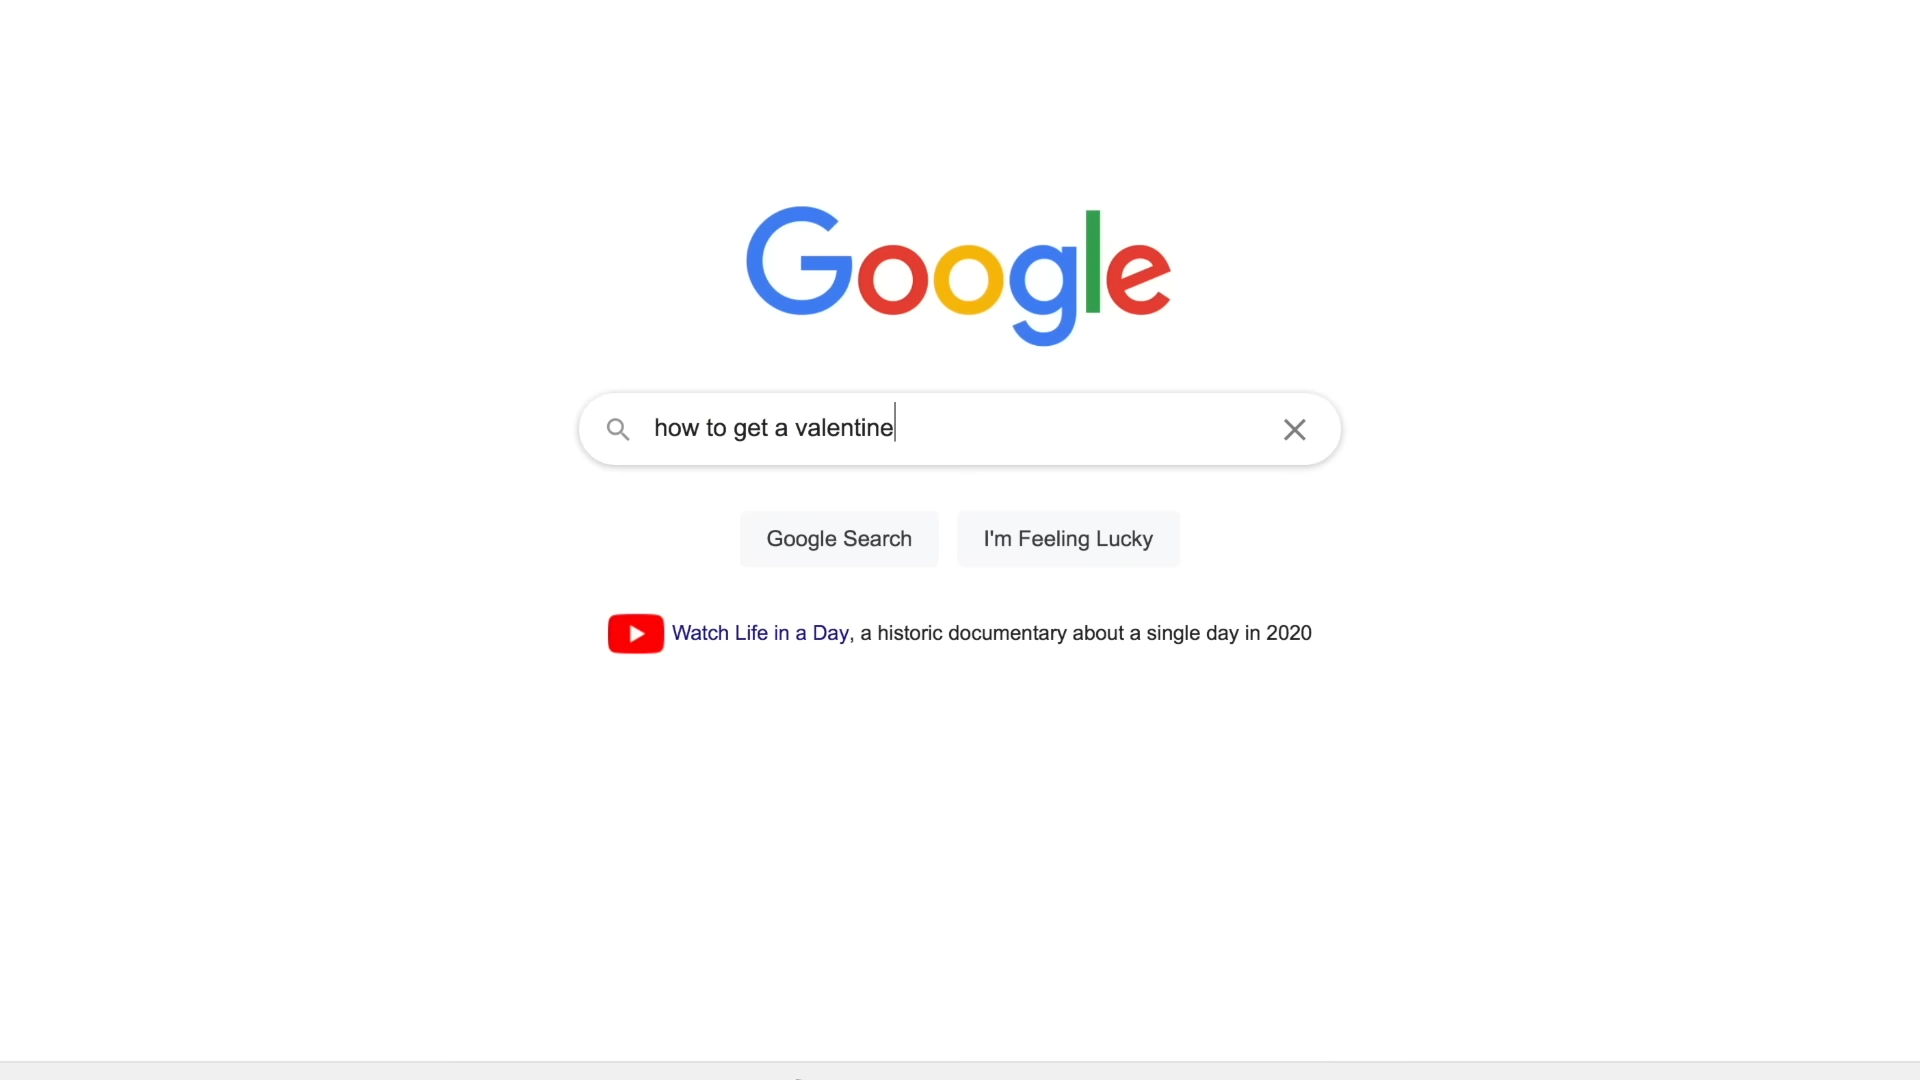 Google
how to get a valentine
Google Search
I'm Feeling Lucky
Watch Life in a Day, a historic documentary about a single day in 2020